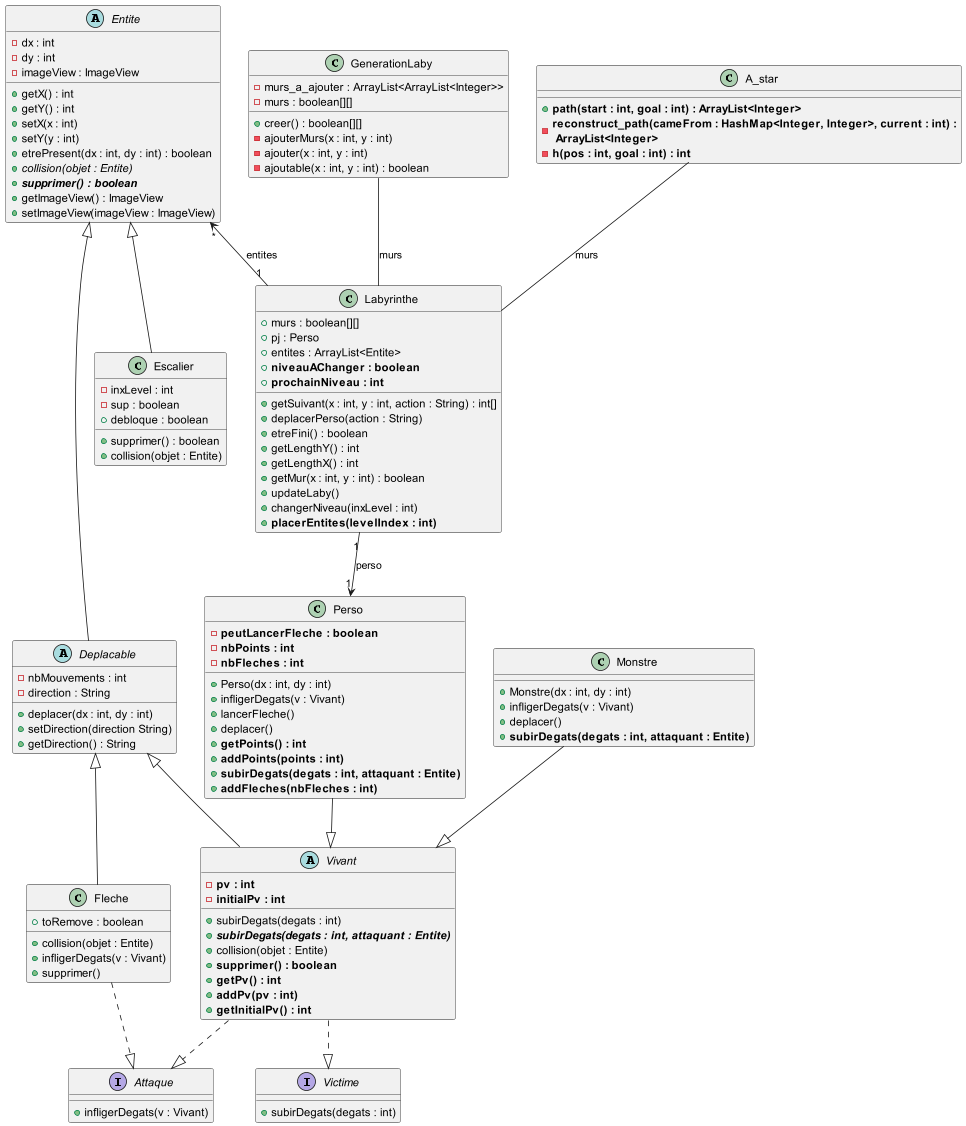 A Entite
dx : int
dy : int
imageView : ImageView
getX() : int
getY() : int
setX(x : int)
setY(y : int)
etrePresent(dx : int, dy : int) : boolean
collision(objet : Entite)
supprimer() : boolean
getImageView() : ImageView
setImageView(imageView : ImageView)
C GenerationLaby
murs_a_ajouter : ArrayList<ArrayList<Integer>>
murs : boolean[][]
creer() : boolean[][]
ajouterMurs(x : int, y : int)
ajouter(x : int, y : int)
ajoutable(x : int, y : int) : boolean
C A_star
path(start : int, goal : int) : ArrayList<Integer>
reconstruct_path(cameFrom : HashMap<Integer, Integer>, current : int) :
ArrayList<Integer>
h(pos : int, goal : int) : int
*
entites
1
murs
murs
C Labyrinthe
murs : boolean[][]
pj : Perso
entites : ArrayList<Entite>
niveauAChanger : boolean
prochainNiveau : int
getSuivant(x : int, y : int, action : String) : int[]
deplacerPerso(action : String)
etreFini() : boolean
getLengthY() : int
getLengthX() : int
getMur(x : int, y : int) : boolean
updateLaby()
changerNiveau(inxLevel : int)
placerEntites(levelIndex : int)
C Escalier
inxLevel : int
sup : boolean
debloque : boolean
supprimer() : boolean
collision(objet : Entite)
1
perso
1
A Deplacable
nbMouvements : int
direction : String
deplacer(dx : int, dy : int)
setDirection(direction String)
getDirection() : String
C Perso
peutLancerFleche : boolean
nbPoints : int
nbFleches : int
Perso(dx : int, dy : int)
infligerDegats(v : Vivant)
lancerFleche()
deplacer()
getPoints() : int
addPoints(points : int)
subirDegats(degats : int, attaquant : Entite)
addFleches(nbFleches : int)
C Monstre
Monstre(dx : int, dy : int)
infligerDegats(v : Vivant)
deplacer()
subirDegats(degats : int, attaquant : Entite)
C Fleche
toRemove : boolean
collision(objet : Entite)
infligerDegats(v : Vivant)
supprimer()
A Vivant
pv : int
initialPv : int
subirDegats(degats : int)
subirDegats(degats : int, attaquant : Entite)
collision(objet : Entite)
supprimer() : boolean
getPv() : int
addPv(pv : int)
getInitialPv() : int
I Attaque
infligerDegats(v : Vivant)
I Victime
subirDegats(degats : int)